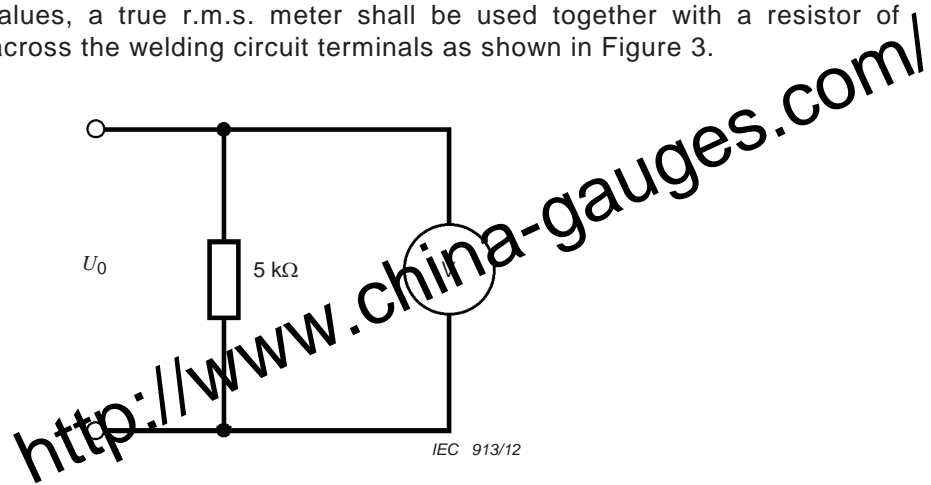 alues, a true r.m.s. meter shall be used together with a resistor of
across the welding circuit terminals as shown in Figure 3.
http://www.china-gauges.com/
U0
5 kΩ
IEC 913/12